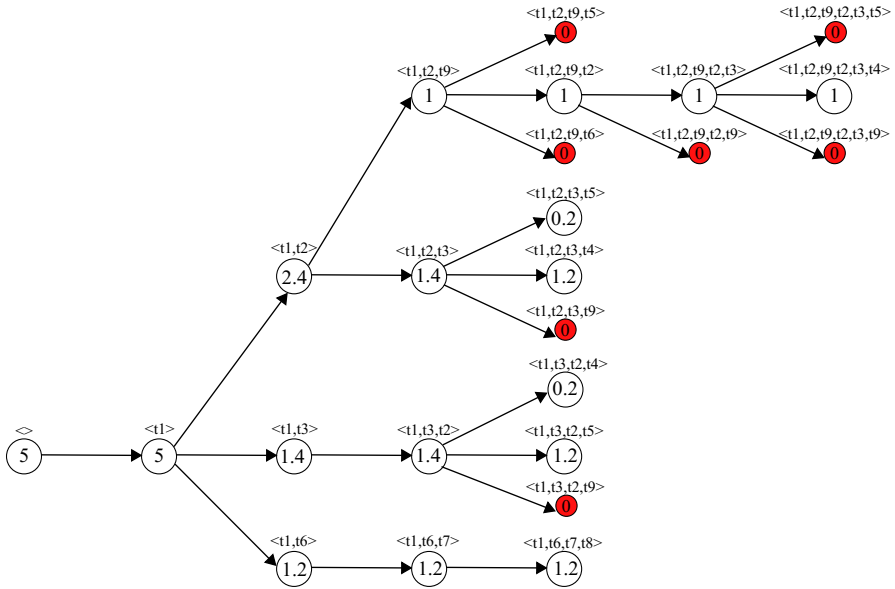 <t1,t2,t9,t5> <t1,t2,t9,t2,t3,t5>
0 0
<t1,t2,t9> <t1,t2,t9,t2> <t1,t2,t9,t2,t3> <t1,t2,t9,t2,t3,t4>
1 1 1 1
<t1,t2,t9,t6> <t1,t2,t9,t2,t9> <t1,t2,t9,t2,t3,t9>
0 0 0
<t1,t2,t3,t5>
0.2
<t1,t2> <t1,t2,t3> <t1,t2,t3,t4>
2.4 1.4 1.2
<t1,t2,t3,t9>
0
<t1,t3,t2,t4>
0.2
<> <t1> <t1,t3> <t1,t3,t2> <t1,t3,t2,t5>
5 5 1.4 1.4 1.2
<t1,t3,t2,t9>
0
<t1,t6> <t1,t6,t7> <t1,t6,t7,t8>
1.2 1.2 1.2